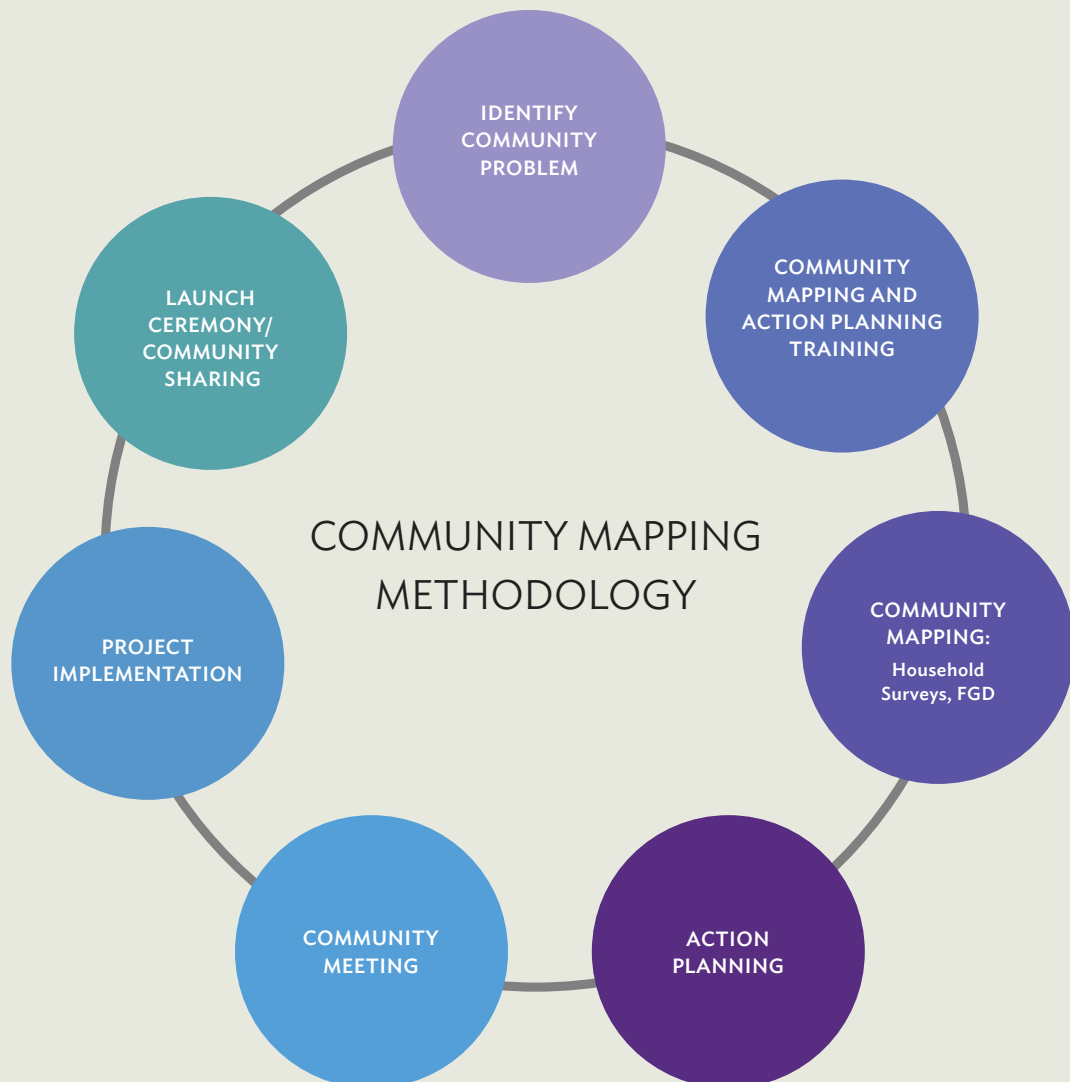 IDENTIFY
COMMUNITY
PROBLEM
COMMUNITY
MAPPING AND
ACTION PLANNING
TRAINING
COMMUNITY
MAPPING:
Household
Surveys, FGD
ACTION
PLANNING
COMMUNITY
MEETING
PROJECT
IMPLEMENTATION
LAUNCH
CEREMONY/
COMMUNITY
SHARING
COMMUNITY MAPPING
METHODOLOGY